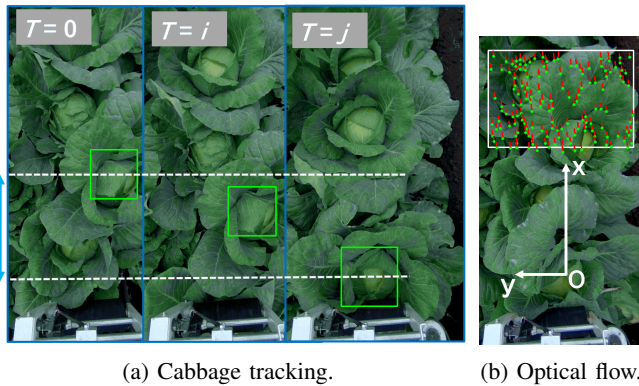 T = 0
T = i
T = j
x
y
O
(a) Cabbage tracking.
(b) Optical flow.